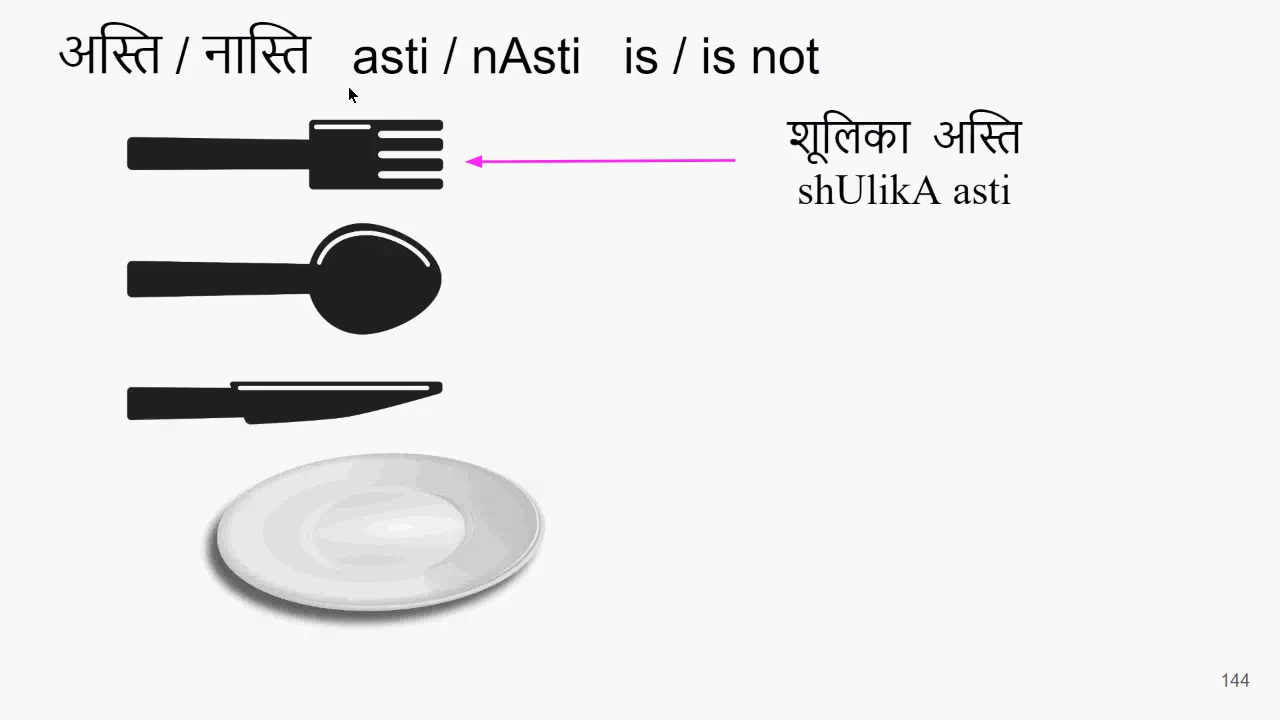 अस्ति / नास्ति asti / nAsti is / is not
शूलिका अस्ति
shUlikA asti
144